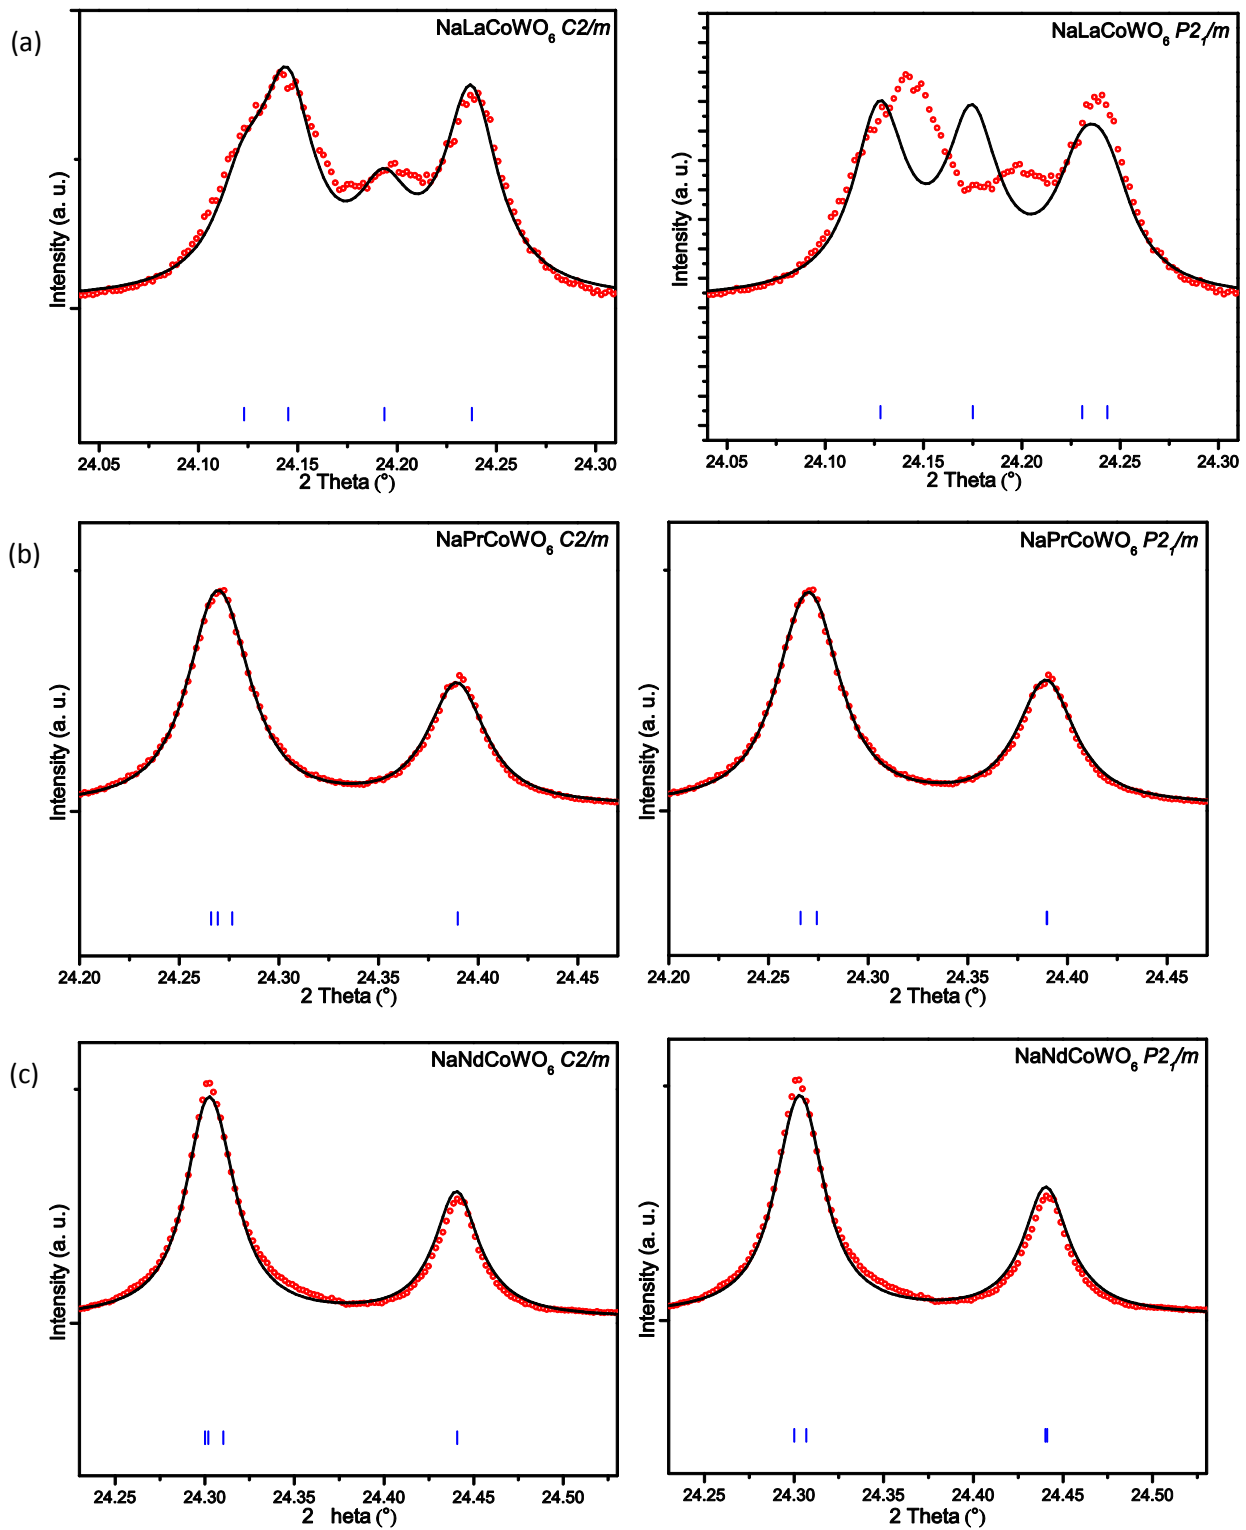 (a)
NaLaCoWO6 C2/m
Intensity (a. u.)
24.05 24.10 24.15 24.20 24.25 24.30
2 Theta (°)
NaLaCoWO6 P21/m
Intensity (a. u.)
24.05 24.10 24.15 24.20 24.25 24.30
2 Theta (°)
(b)
NaPrCoWO6 C2/m
Intensity (a. u.)
24.20 24.25 24.30 24.35 24.40 24.45
2 Theta (°)
NaPrCoWO6 P21/m
Intensity (a. u.)
24.20 24.25 24.30 24.35 24.40 24.45
2 Theta (°)
(c)
NaNdCoWO6 C2/m
Intensity (a. u.)
24.25 24.30 24.35 24.40 24.45 24.50
2 heta (°)
NaNdCoWO6 P21/m
Intensity (a. u.)
24.25 24.30 24.35 24.40 24.45 24.50
2 Theta (°)